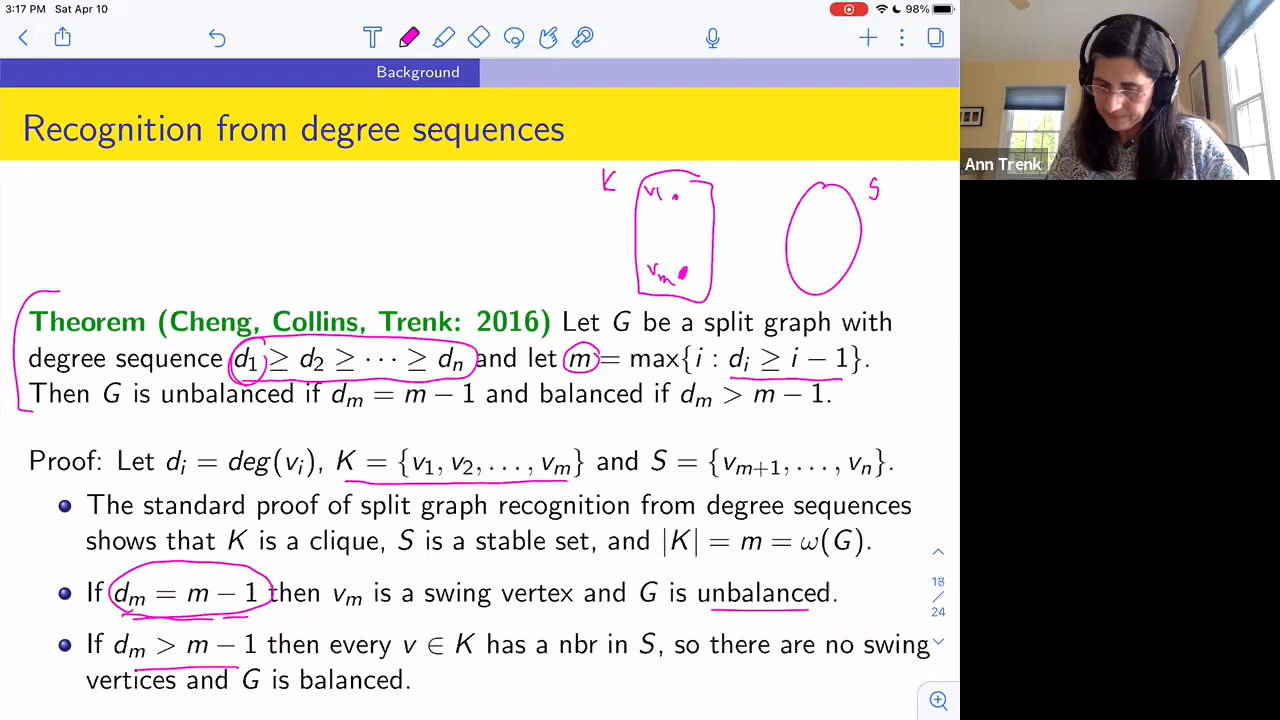 3:17 PM Sat Apr 10
98%
Background
Recognition from degree sequences
K
S
v1
vm
Theorem (Cheng, Collins, Trenk: 2016) Let G be a split graph with
degree sequence d₁ ≥ d₂ ≥ ⋯ ≥ dₙ and let m = max{i : dᵢ ≥ i − 1}.
Then G is unbalanced if dₘ = m − 1 and balanced if dₘ > m − 1.
Proof: Let dᵢ = deg(vᵢ), K = {v₁, v₂, …, vₘ} and S = {vₘ₊₁, …, vₙ}.
The standard proof of split graph recognition from degree sequences
shows that K is a clique, S is a stable set, and |K| = m = ω(G).
If dₘ = m − 1 then vₘ is a swing vertex and G is unbalanced.
If dₘ > m − 1 then every v ∈ K has a nbr in S, so there are no swing
vertices and G is balanced.
18
/
24
Ann Trenk